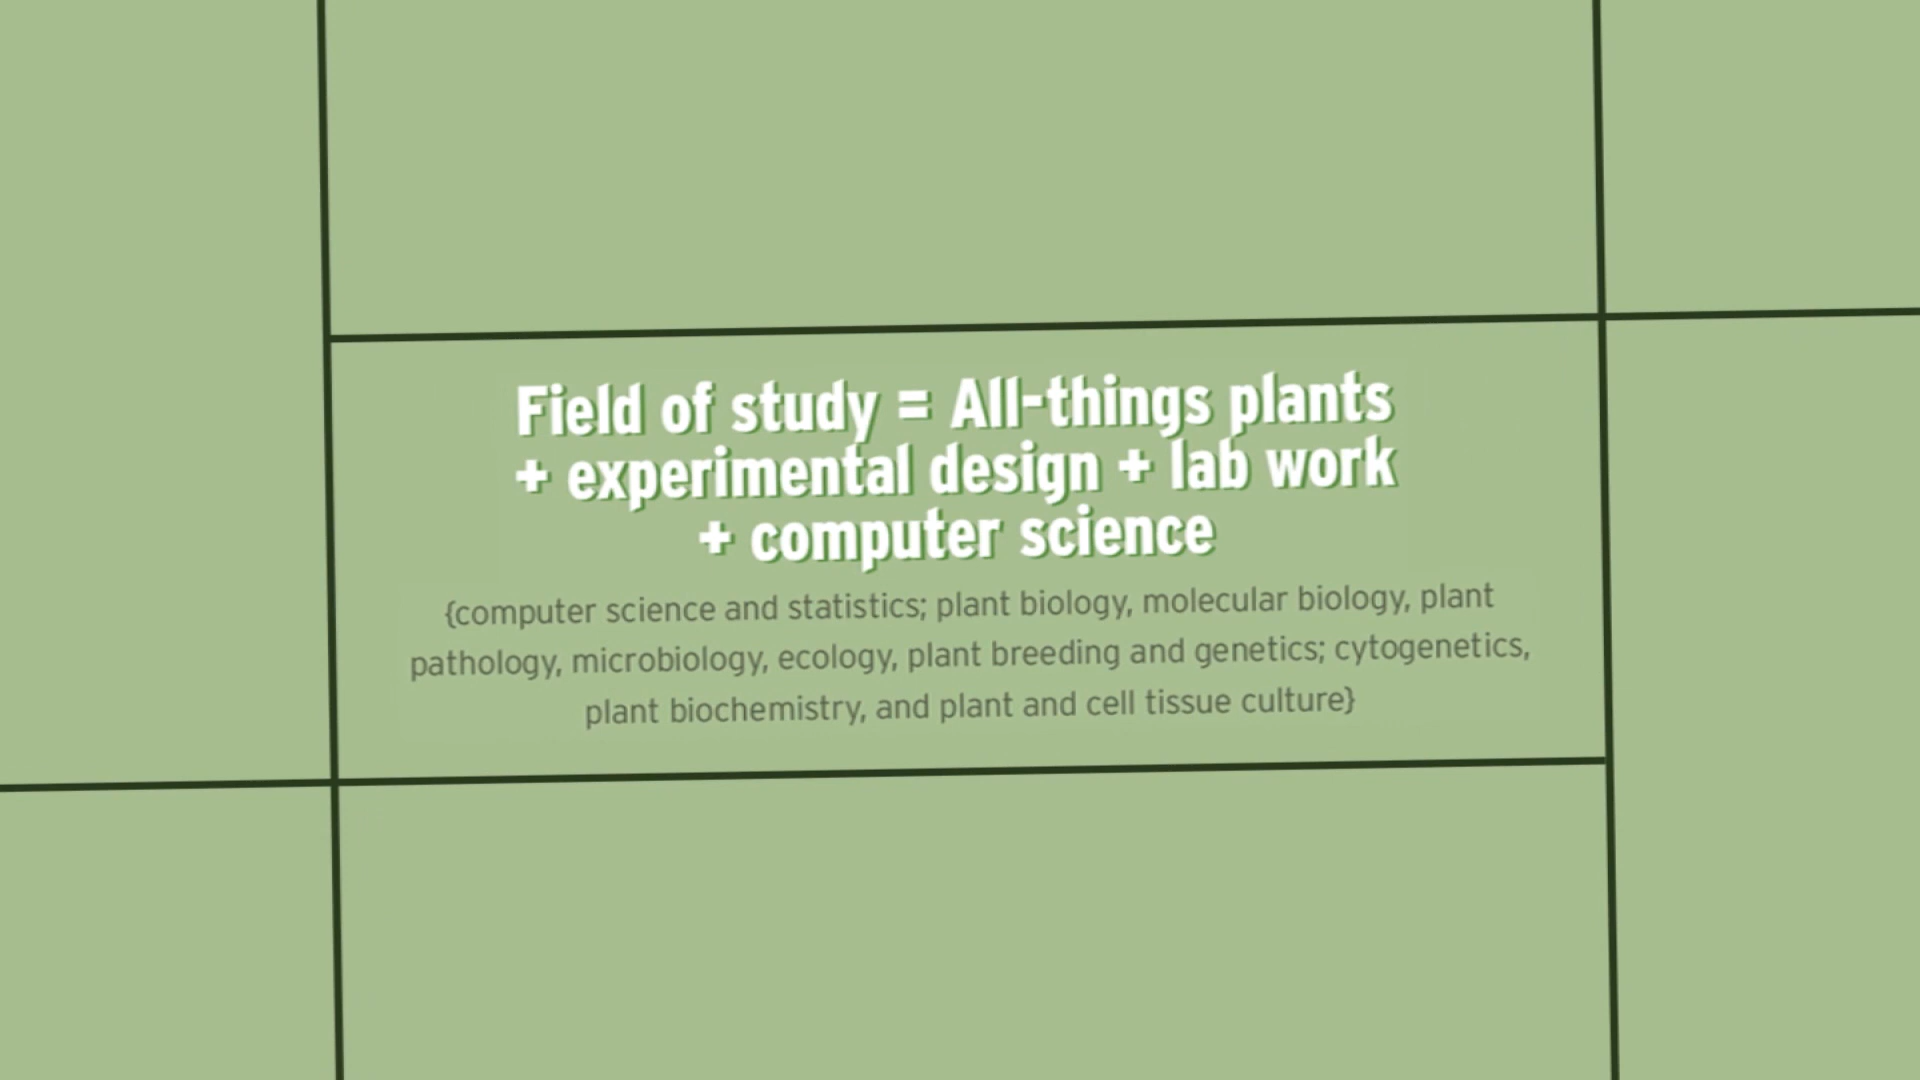 Field of study = All-things plants
+ experimental design + lab work
+ computer science
{computer science and statistics; plant biology, molecular biology, plant
pathology, microbiology, ecology, plant breeding and genetics; cytogenetics,
plant biochemistry, and plant and cell tissue culture}